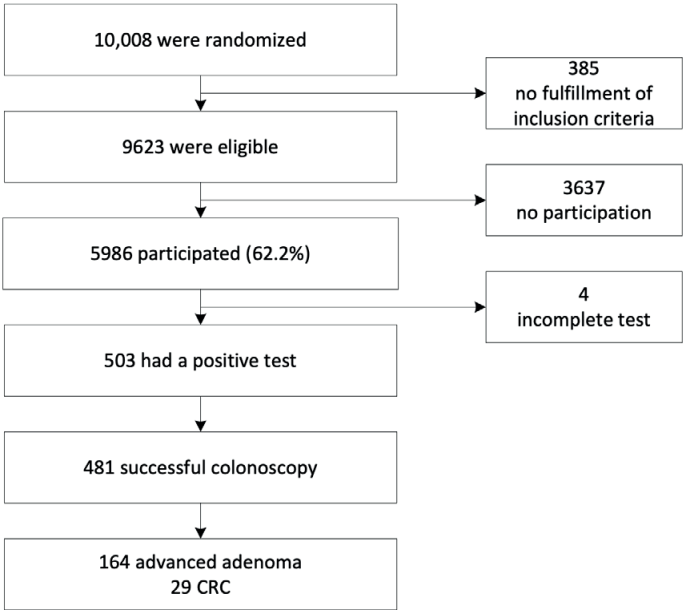 10,008 were randomized
385
no fulfillment of
inclusion criteria
9623 were eligible
3637
no participation
5986 participated (62.2%)
4
incomplete test
503 had a positive test
481 successful colonoscopy
164 advanced adenoma
29 CRC